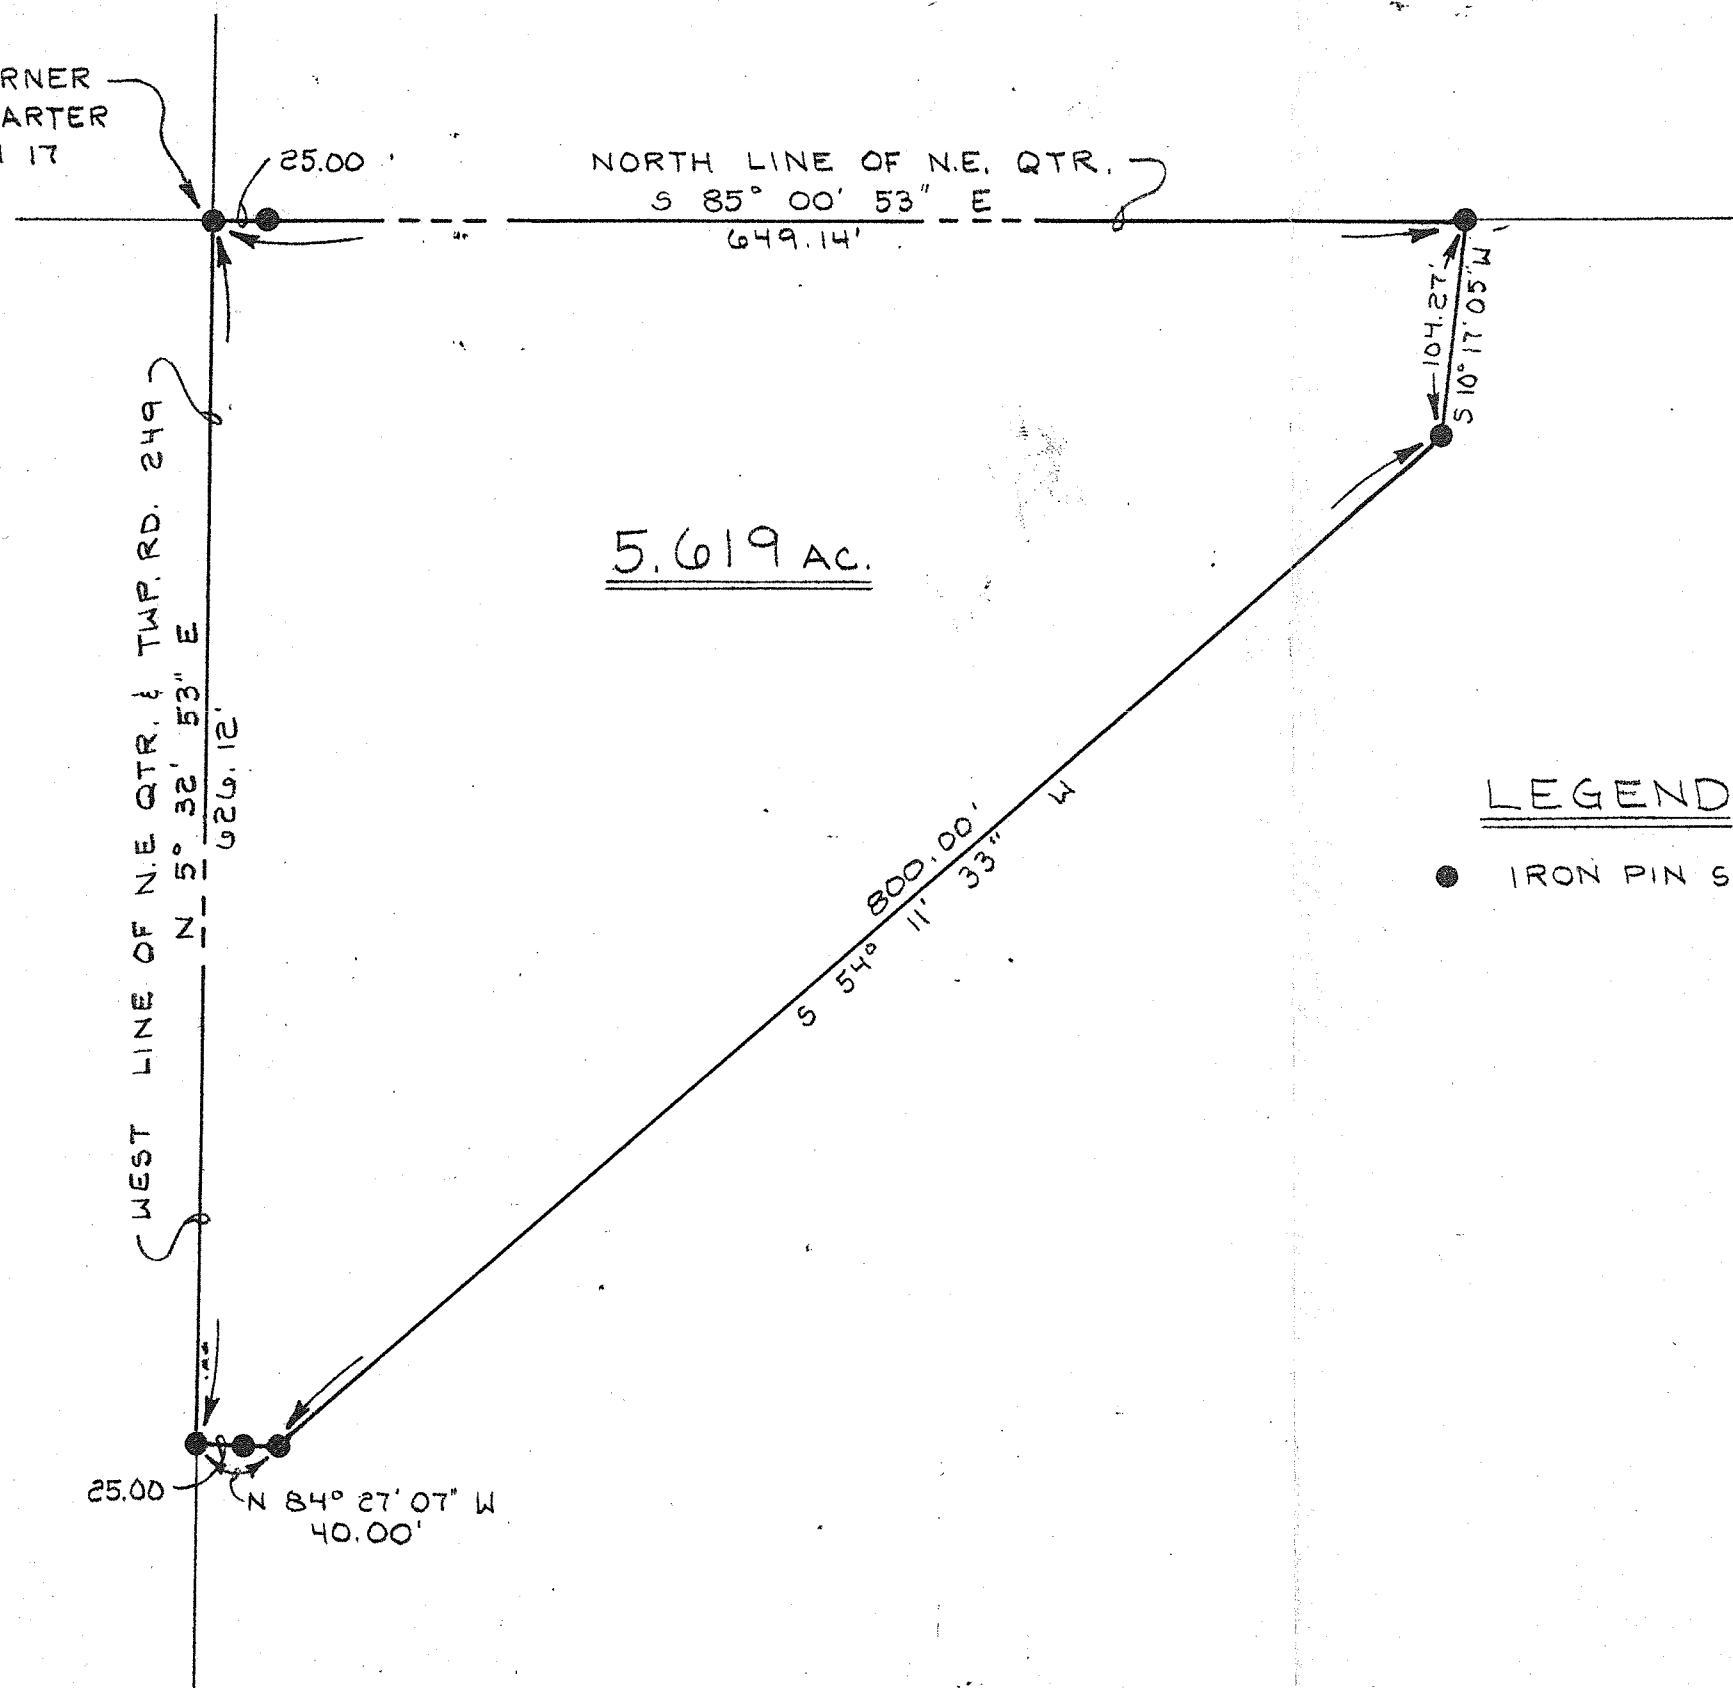 RNER
ARTER
17
25.00
NORTH LINE OF N.E. QTR.
S 85° 00' 53" E
649.14'
104.27'
S 10° 17' 05" W
WEST LINE OF N.E QTR. & TWP. RD. 249
N 5° 32' 53" E
626.12'
5.619 AC.
800.00'
S 54° 11' 33" W
LEGEND
IRON PIN S
25.00
N 84° 27' 07" W
40.00'